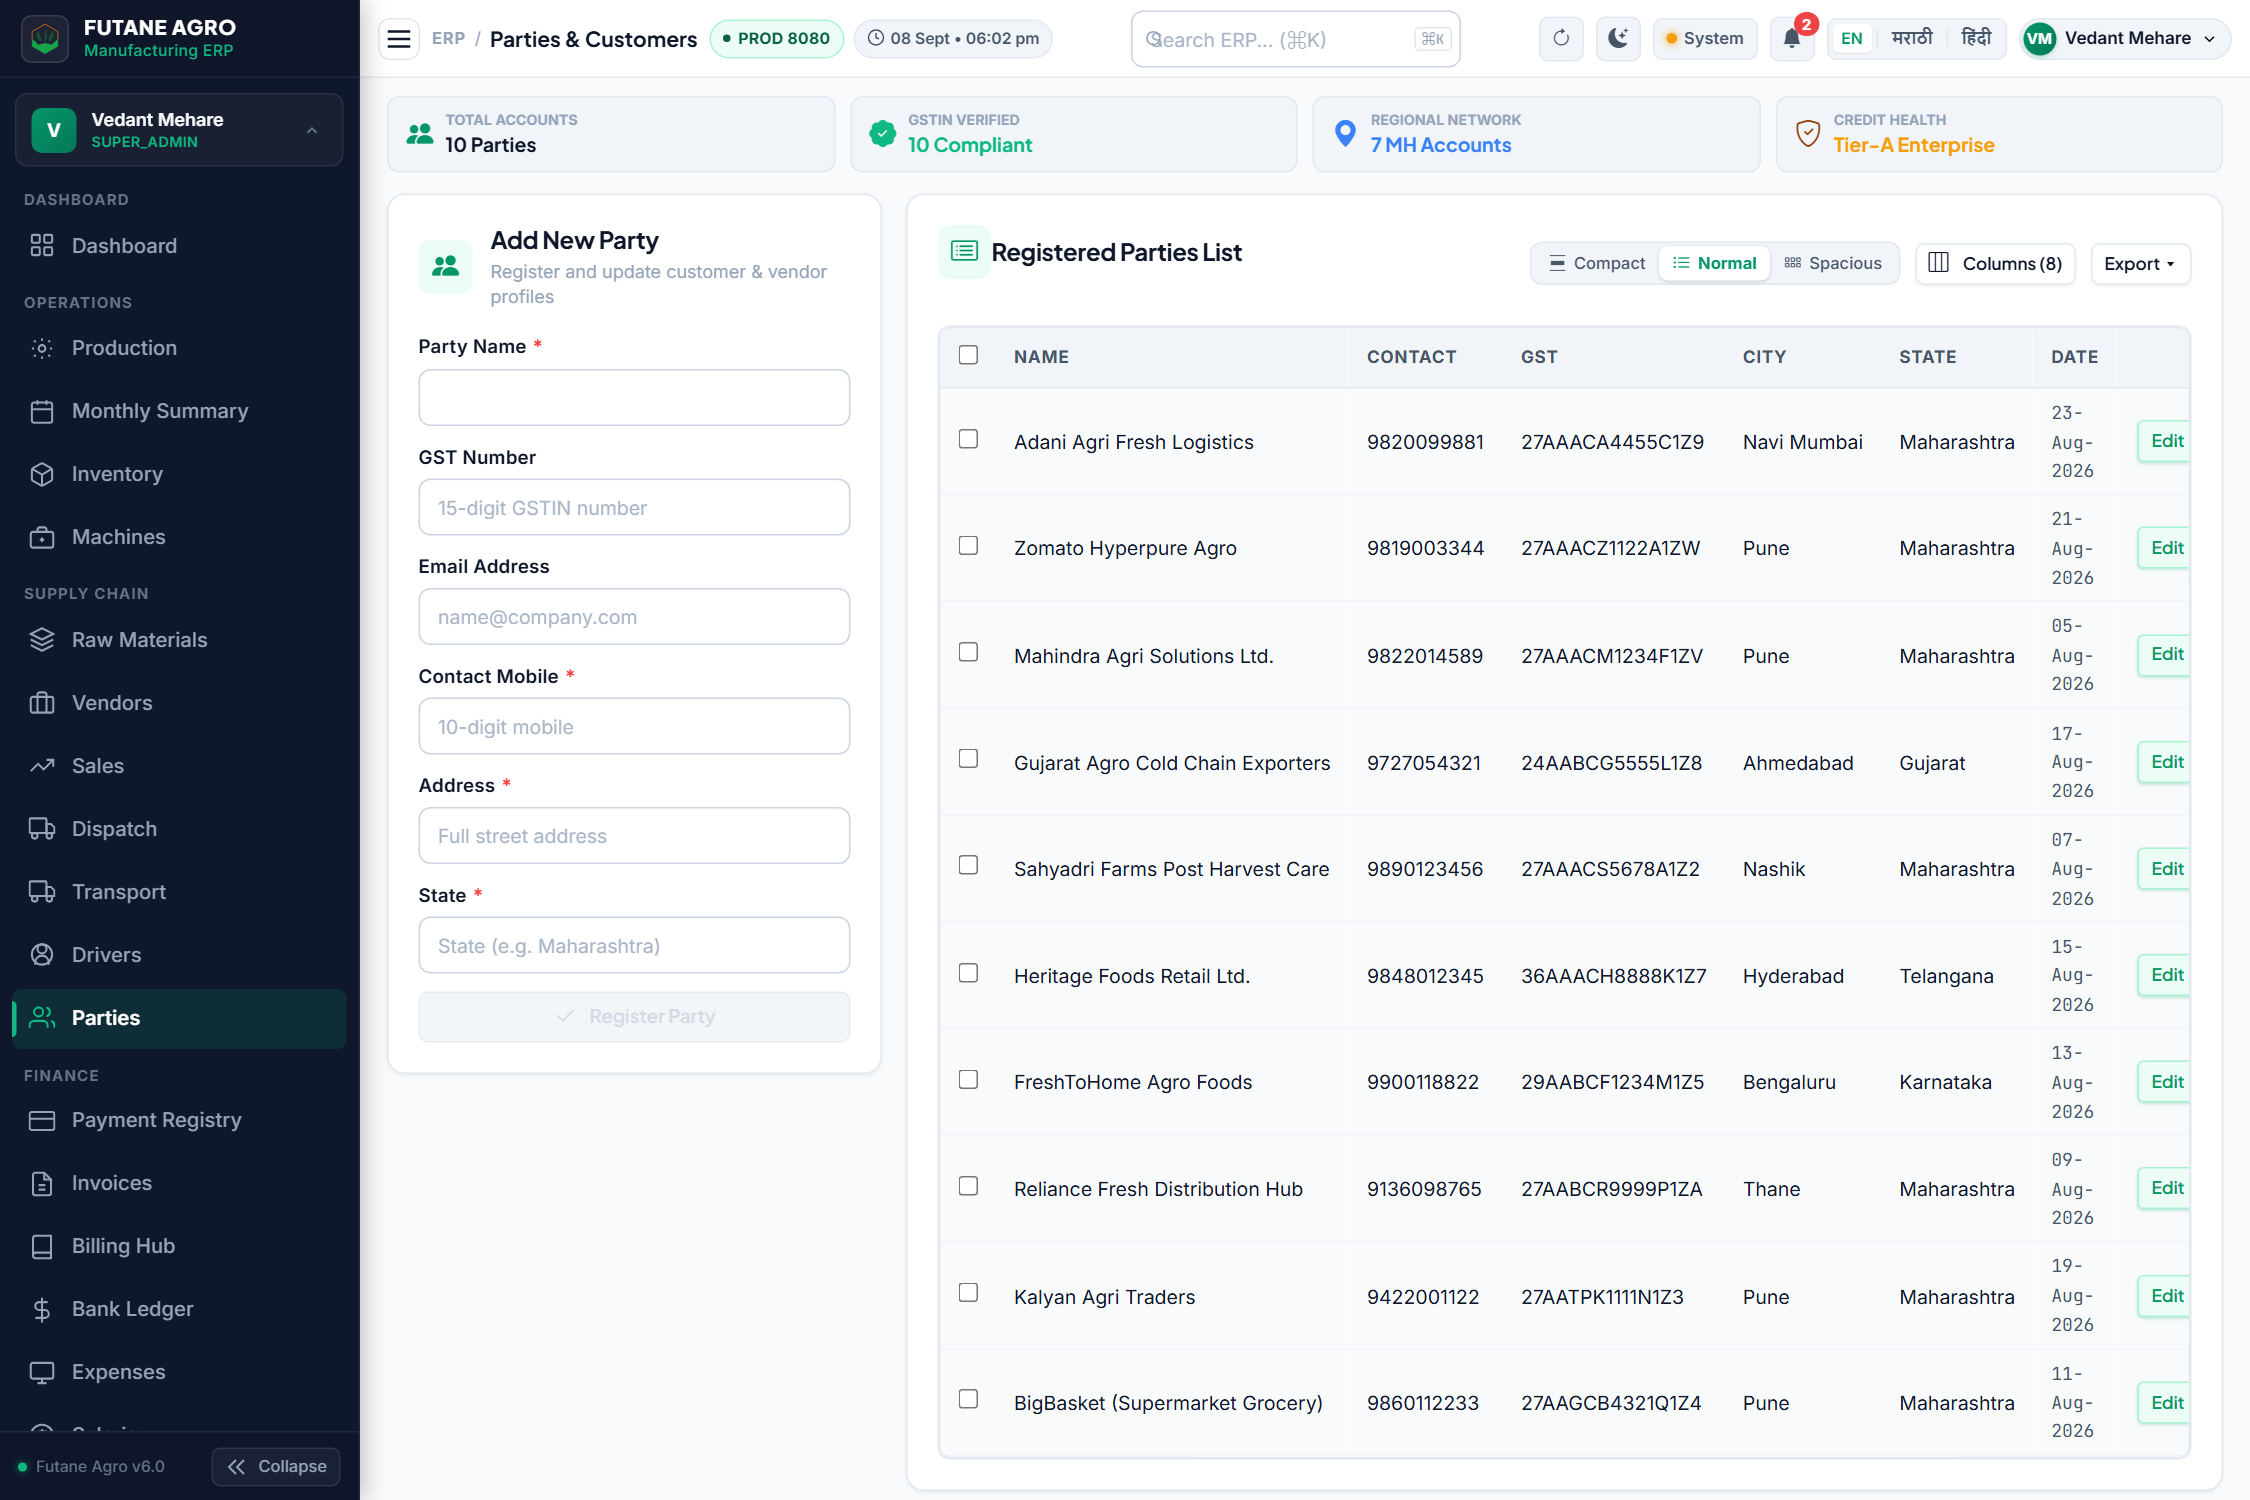 FUTANE AGRO
Manufacturing ERP
V
Vedant Mehare
SUPER_ADMIN
DASHBOARD
Dashboard
OPERATIONS
Production
Monthly Summary
Inventory
Machines
SUPPLY CHAIN
Raw Materials
Vendors
Sales
Dispatch
Transport
Drivers
Parties
FINANCE
Payment Registry
Invoices
Billing Hub
Bank Ledger
Expenses
Futane Agro v6.0
Collapse
ERP / Parties & Customers
PROD 8080
08 Sept • 06:02 pm
Search ERP... (⌘K)
⌘K
System
2
EN
मराठी
हिंदी
VM
Vedant Mehare
TOTAL ACCOUNTS
10 Parties
GSTIN VERIFIED
10 Compliant
REGIONAL NETWORK
7 MH Accounts
CREDIT HEALTH
Tier-A Enterprise
Add New Party
Register and update customer & vendor
profiles
Party Name *
GST Number
15-digit GSTIN number
Email Address
name@company.com
Contact Mobile *
10-digit mobile
Address *
Full street address
State *
State (e.g. Maharashtra)
Register Party
Registered Parties List
Compact
Normal
Spacious
Columns (8)
Export
NAME CONTACT GST CITY STATE DATE
Adani Agri Fresh Logistics 9820099881 27AAACA4455C1Z9 Navi Mumbai Maharashtra 23-Aug-2026 Edit
Zomato Hyperpure Agro 9819003344 27AAACZ1122A1ZW Pune Maharashtra 21-Aug-2026 Edit
Mahindra Agri Solutions Ltd. 9822014589 27AAACM1234F1ZV Pune Maharashtra 05-Aug-2026 Edit
Gujarat Agro Cold Chain Exporters 9727054321 24AABCG5555L1Z8 Ahmedabad Gujarat 17-Aug-2026 Edit
Sahyadri Farms Post Harvest Care 9890123456 27AAACS5678A1Z2 Nashik Maharashtra 07-Aug-2026 Edit
Heritage Foods Retail Ltd. 9848012345 36AAACH8888K1Z7 Hyderabad Telangana 15-Aug-2026 Edit
FreshToHome Agro Foods 9900118822 29AABCF1234M1Z5 Bengaluru Karnataka 13-Aug-2026 Edit
Reliance Fresh Distribution Hub 9136098765 27AABCR9999P1ZA Thane Maharashtra 09-Aug-2026 Edit
Kalyan Agri Traders 9422001122 27AATPK1111N1Z3 Pune Maharashtra 19-Aug-2026 Edit
BigBasket (Supermarket Grocery) 9860112233 27AAGCB4321Q1Z4 Pune Maharashtra 11-Aug-2026 Edit